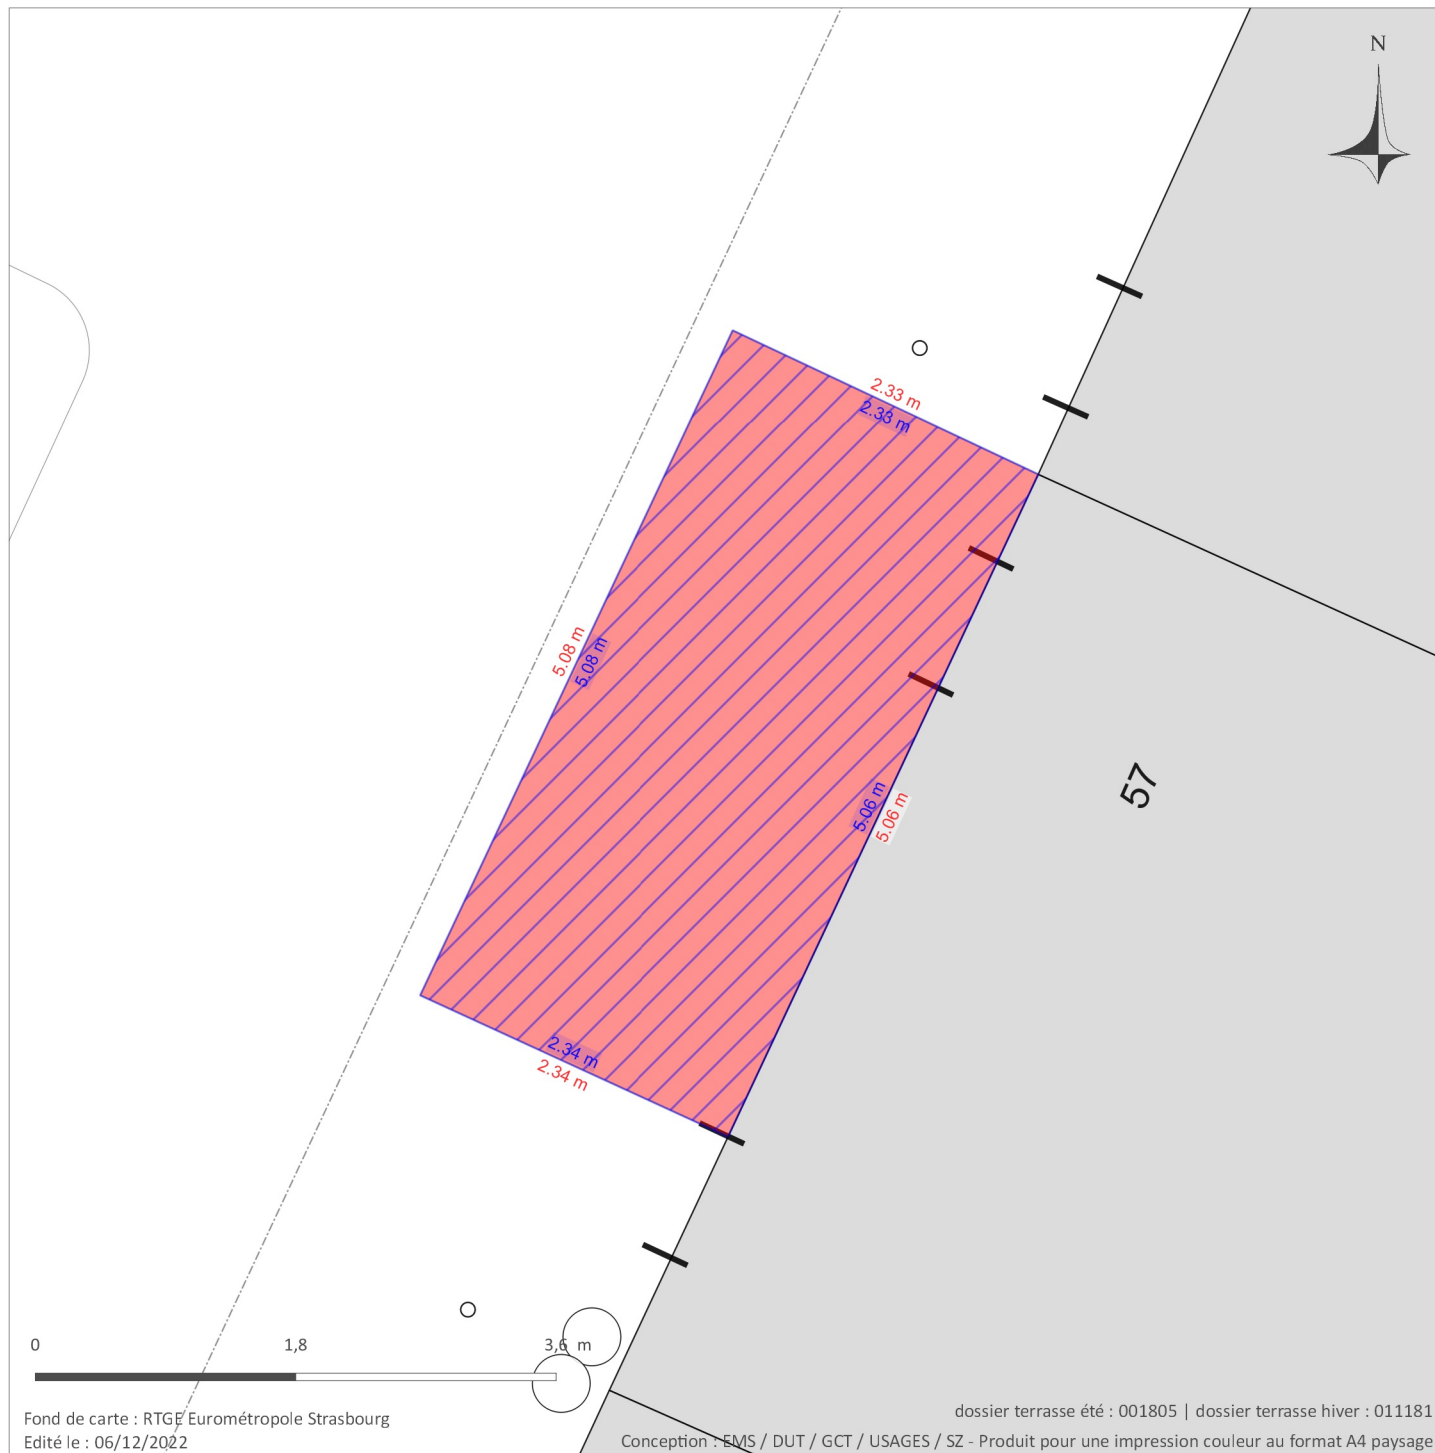 N
2.33 m
2.33 m
5.08 m
5.08 m
57
5.06 m
5.06 m
2.34 m
2.34 m
0 1,8 3,6 m
Fond de carte : RTGE Eurométropole Strasbourg
Edité le : 06/12/2022
dossier terrasse été : 001805 | dossier terrasse hiver : 011181
Conception : EMS / DUT / GCT / USAGES / SZ - Produit pour une impression couleur au format A4 paysage